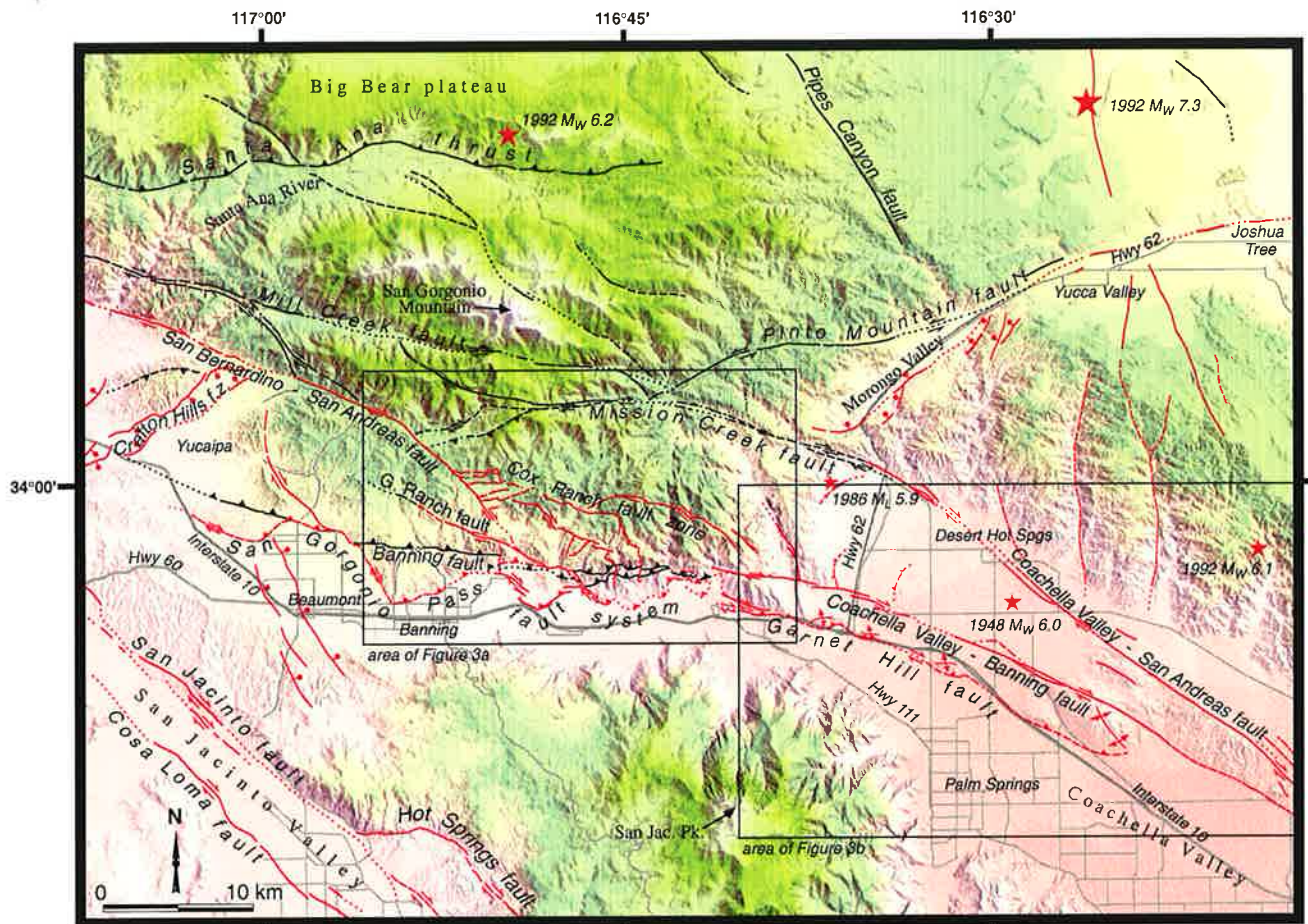 117°00'
116°45'
116°30'
34°00'
Big Bear plateau
1992 MW 6.2
Santa Ana thrust
Santa Ana River
Pipes Canyon fault
1992 MW 7.3
Hwy 62
Joshua
Tree
Yucca Valley
San Gorgonio
Mountain
Mill Creek fault
Pinto Mountain fault
Morongo Valley
San Bernardino - San Andreas fault
Crafton Hills f.z.
Yucaipa
Mission Creek fault
Cox Ranch fault zone
G. Ranch fault
1986 ML 5.9
Hwy 62
Desert Hot Spgs
1992 MW 6.1
San Gorgonio Pass fault system
Banning fault
Interstate 10
Hwy 60
Beaumont
Banning
area of Figure 3a
1948 MW 6.0
Coachella Valley - San Andreas fault
Coachella Valley - Banning fault
Garnet Hill fault
Hwy 111
San Jacinto fault
San Jacinto Valley
Cosa Loma fault
Hot Springs fault
San Jac. Pk.
area of Figure 3b
Palm Springs
Interstate 10
Coachella Valley
N
0 10 km